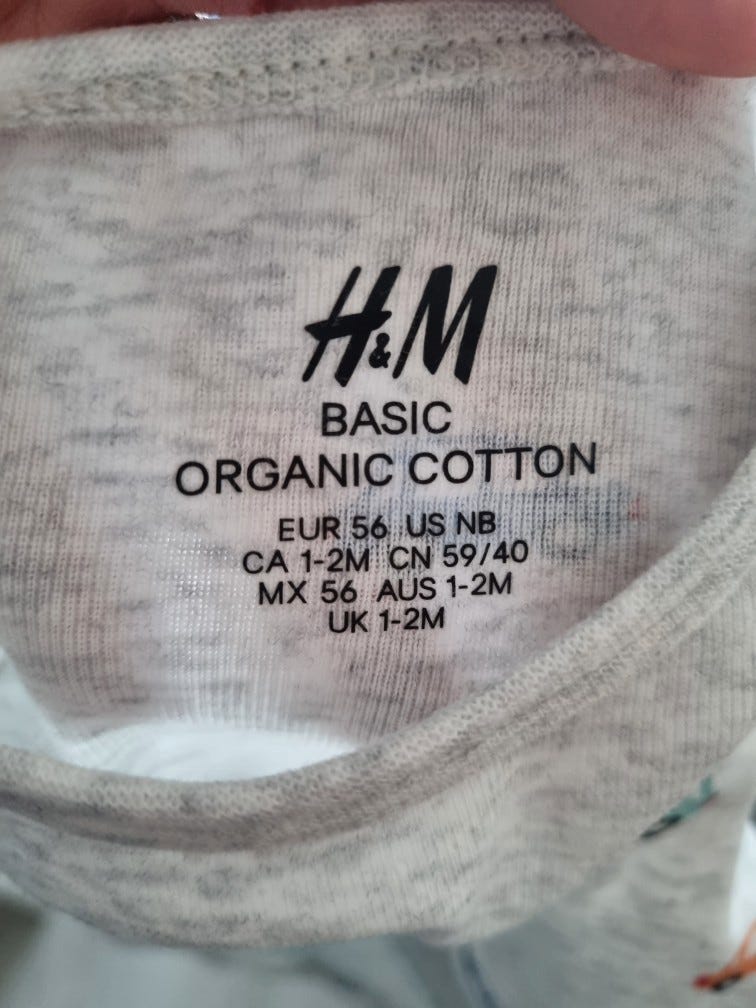 H&M
BASIC
ORGANIC COTTON
EUR 56 US NB
CA 1-2M CN 59/40
MX 56 AUS 1-2M
UK 1-2M